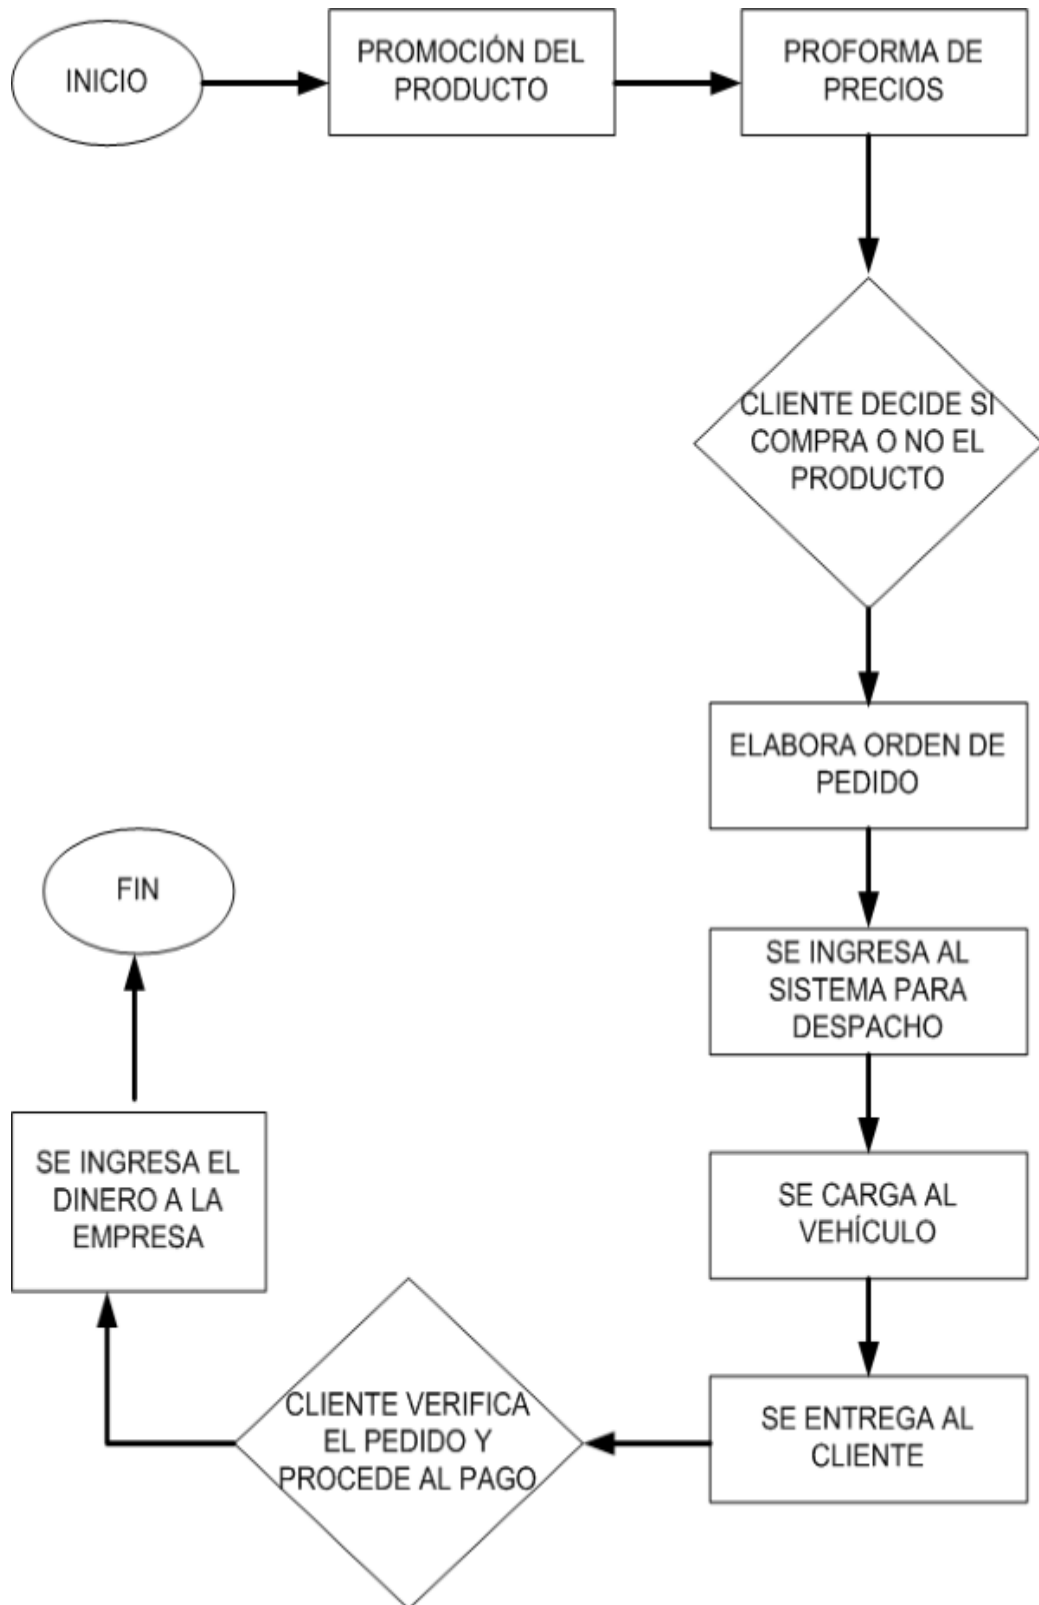 INICIO
PROMOCIÓN DEL
PRODUCTO
PROFORMA DE
PRECIOS
CLIENTE DECIDE SI
COMPRA O NO EL
PRODUCTO
ELABORA ORDEN DE
PEDIDO
SE INGRESA AL
SISTEMA PARA
DESPACHO
SE CARGA AL
VEHÍCULO
SE ENTREGA AL
CLIENTE
CLIENTE VERIFICA
EL PEDIDO Y
PROCEDE AL PAGO
SE INGRESA EL
DINERO A LA
EMPRESA
FIN